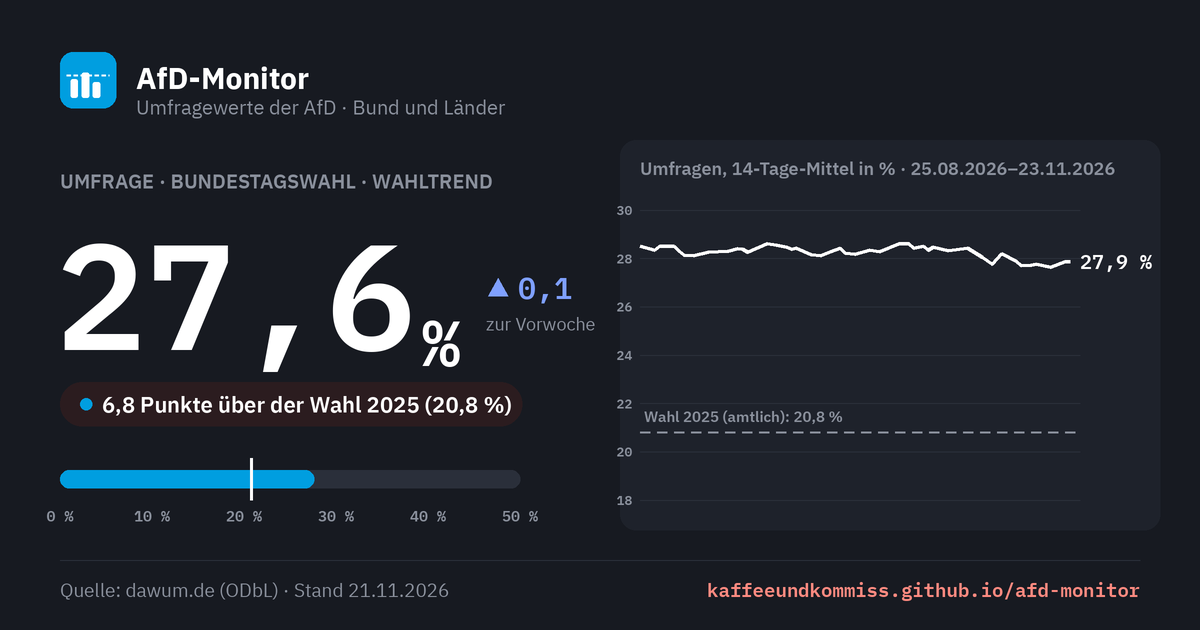 AfD-Monitor
Umfragewerte der AfD · Bund und Länder
UMFRAGE · BUNDESTAGSWAHL · WAHLTREND
27,6 %
▲ 0,1
zur Vorwoche
6,8 Punkte über der Wahl 2025 (20,8 %)
0 % 10 % 20 % 30 % 40 % 50 %
Umfragen, 14-Tage-Mittel in % · 25.08.2026–23.11.2026
30
28
27,9 %
26
24
22
Wahl 2025 (amtlich): 20,8 %
20
18
Quelle: dawum.de (ODbL) · Stand 21.11.2026
kaffeeundkommiss.github.io/afd-monitor